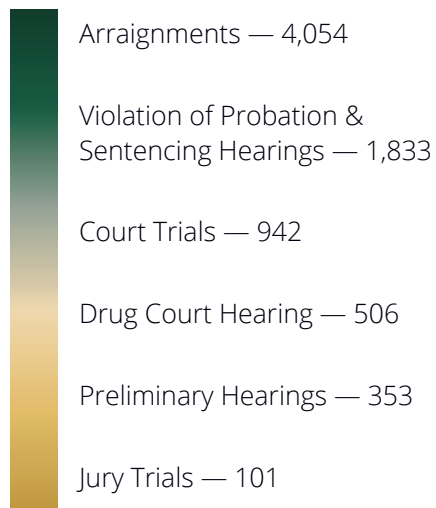 Arraignments — 4,054
Violation of Probation &
Sentencing Hearings — 1,833
Court Trials — 942
Drug Court Hearing — 506
Preliminary Hearings — 353
Jury Trials — 101